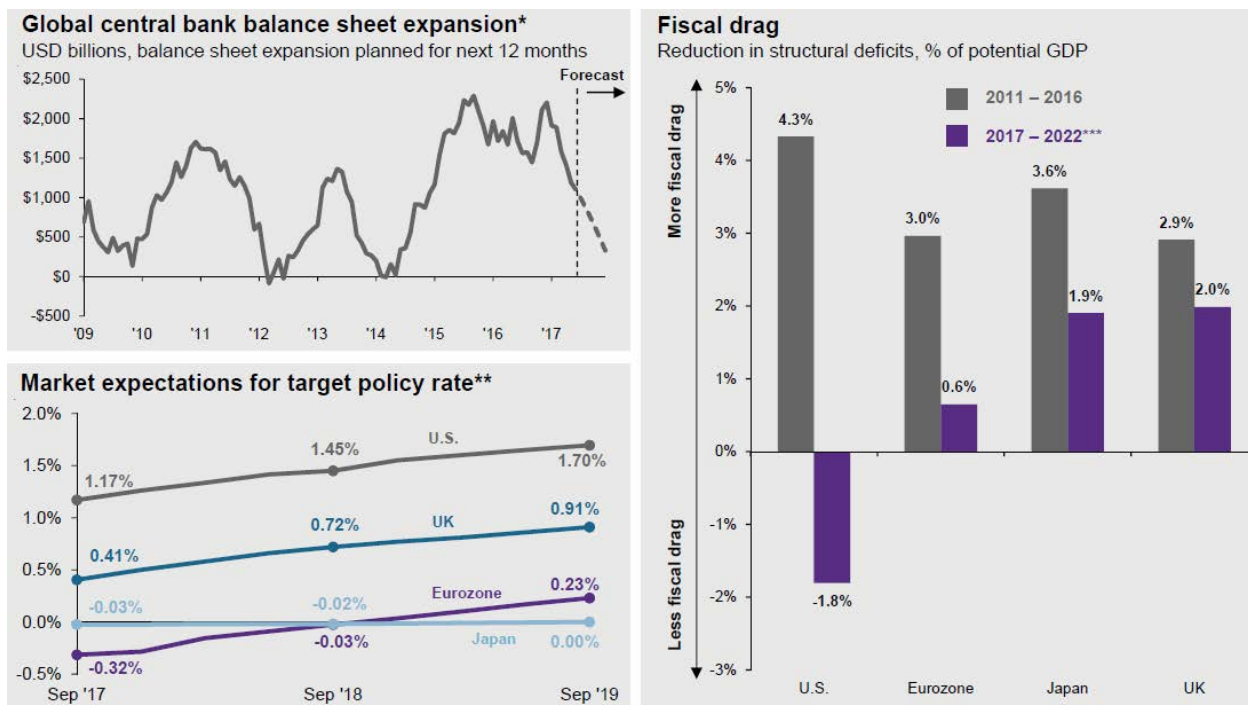 Global central bank balance sheet expansion*
USD billions, balance sheet expansion planned for next 12 months
Forecast
$2,500
$2,000
$1,500
$1,000
$500
$0
-$500
'09 '10 '11 '12 '13 '14 '15 '16 '17
Market expectations for target policy rate**
2.0%
1.5%
1.0%
0.5%
0.0%
-0.5%
U.S.
1.17% 1.45% 1.70%
UK
0.41% 0.72% 0.91%
Eurozone
-0.32% -0.03% 0.23%
Japan
-0.03% -0.02% 0.00%
Sep '17 Sep '18 Sep '19
Fiscal drag
Reduction in structural deficits, % of potential GDP
More fiscal drag
Less fiscal drag
5%
4%
3%
2%
1%
0%
-1%
-2%
-3%
2011 – 2016
2017 – 2022***
4.3% -1.8%
3.0% 0.6%
3.6% 1.9%
2.9% 2.0%
U.S. Eurozone Japan UK